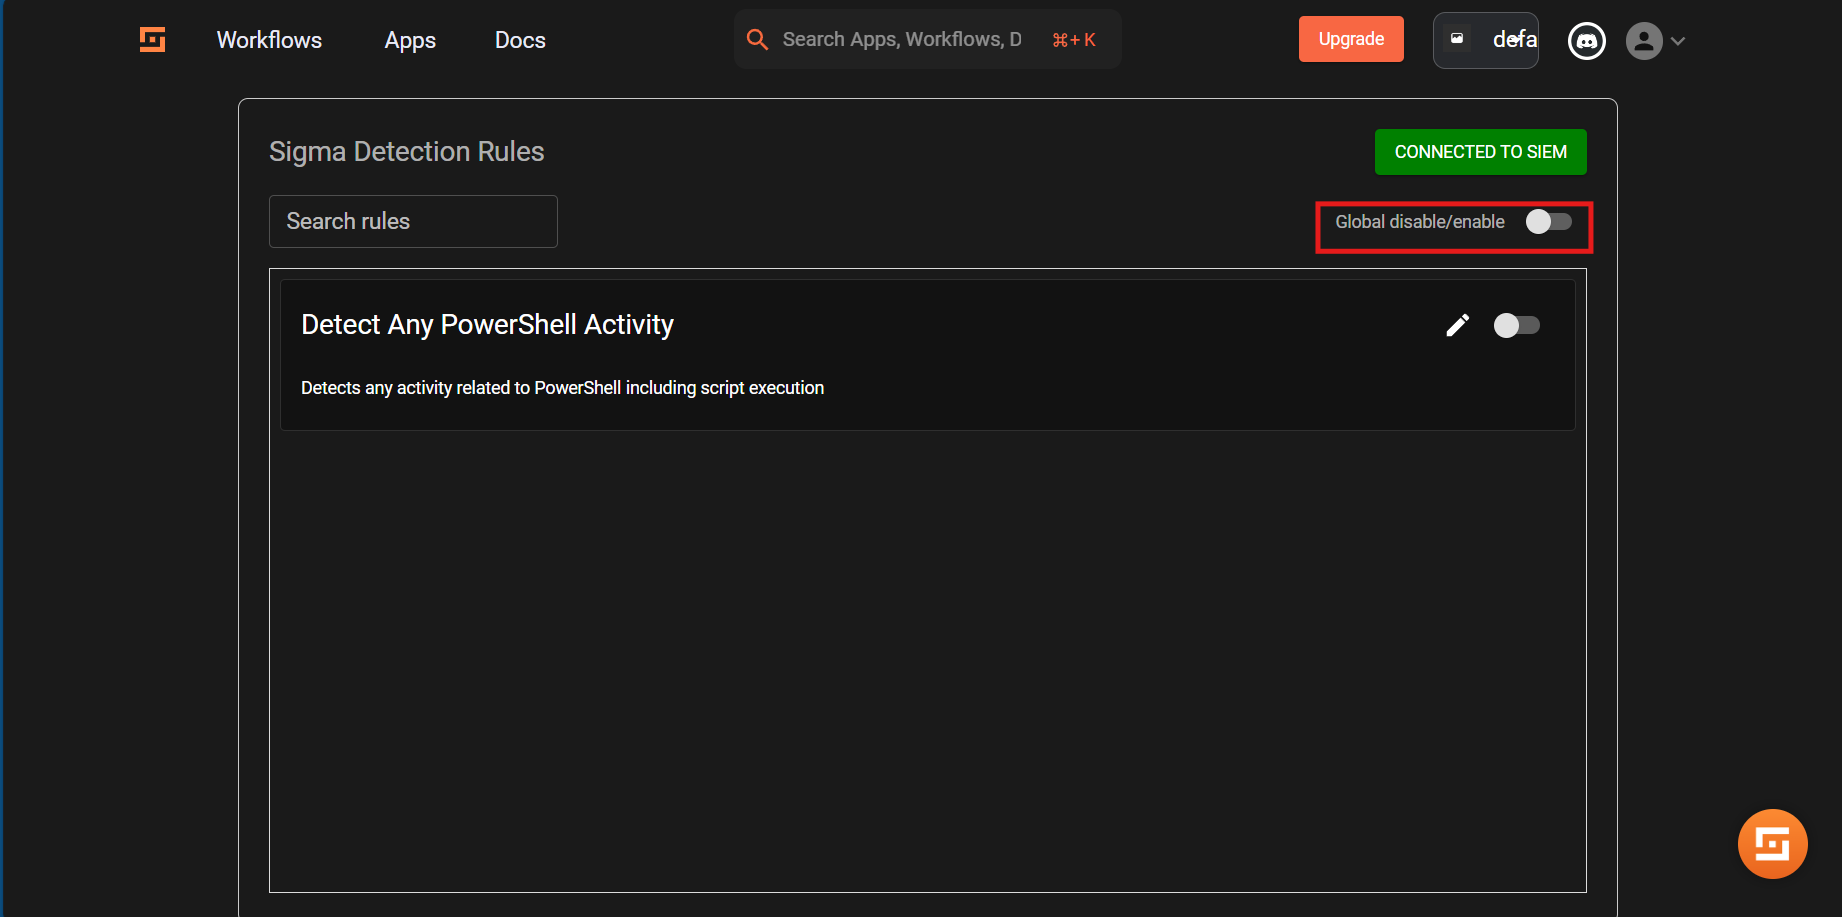 Workflows Apps Docs Search Apps, Workflows, D ⌘+K Upgrade defa
Sigma Detection Rules
CONNECTED TO SIEM
Search rules
Global disable/enable
Detect Any PowerShell Activity
Detects any activity related to PowerShell including script execution